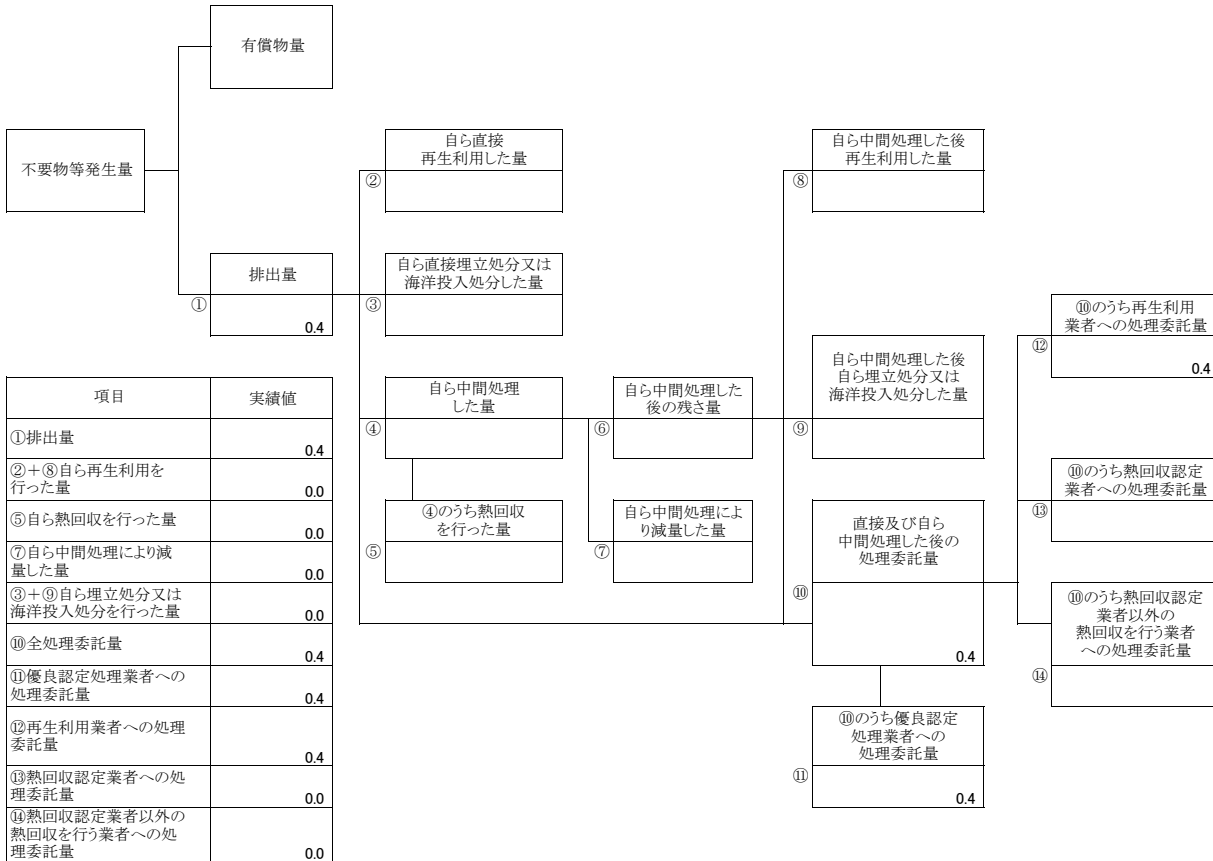 有償物量
不要物等発生量
自ら直接
再生利用した量
②
自ら中間処理した後
再生利用した量
⑧
排出量
①
0.4
自ら直接埋立処分又は
海洋投入処分した量
③
⑩のうち再生利用
業者への処理委託量
⑫
0.4
自ら中間処理
した量
④
自ら中間処理した
後の残さ量
⑥
自ら中間処理した後
自ら埋立処分又は
海洋投入処分した量
⑨
⑩のうち熱回収認定
業者への処理委託量
⑬
④のうち熱回収
を行った量
⑤
自ら中間処理によ
り減量した量
⑦
直接及び自ら
中間処理した後の
処理委託量
⑩
0.4
⑩のうち熱回収認定
業者以外の
熱回収を行う業者
への処理委託量
⑭
⑩のうち優良認定
処理業者への
処理委託量
⑪
0.4
項目 実績値
①排出量
0.4
②+⑧自ら再生利用を
行った量
0.0
⑤自ら熱回収を行った量
0.0
⑦自ら中間処理により減
量した量
0.0
③+⑨自ら埋立処分又は
海洋投入処分を行った量
0.0
⑩全処理委託量
0.4
⑪優良認定処理業者への
処理委託量
0.4
⑫再生利用業者への処理
委託量
0.4
⑬熱回収認定業者への処
理委託量
0.0
⑭熱回収認定業者以外の
熱回収を行う業者への処
理委託量
0.0